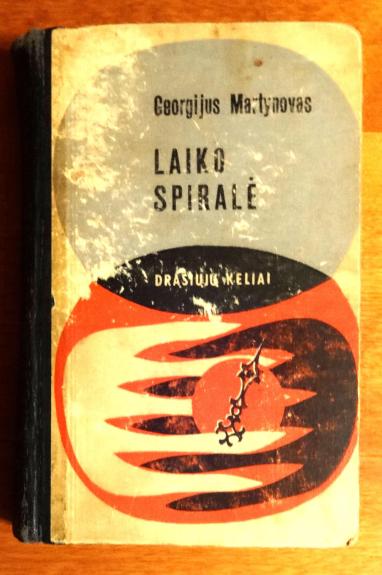 Georgijus Martynovas
LAIKO
SPIRALĖ
DRĄSIŲJŲ KELIAI